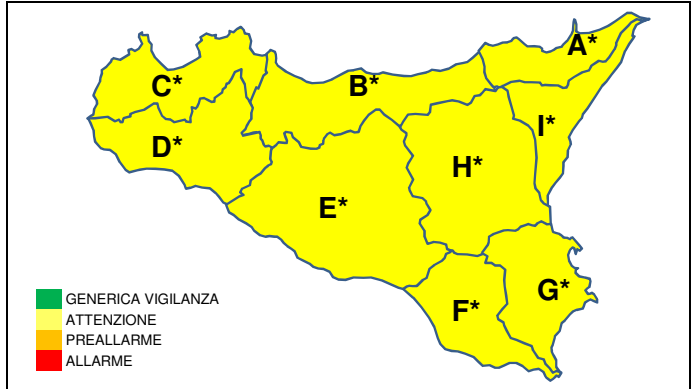 A*
C*
B*
I*
D*
H*
E*
G*
F*
GENERICA VIGILANZA
ATTENZIONE
PREALLARME
ALLARME